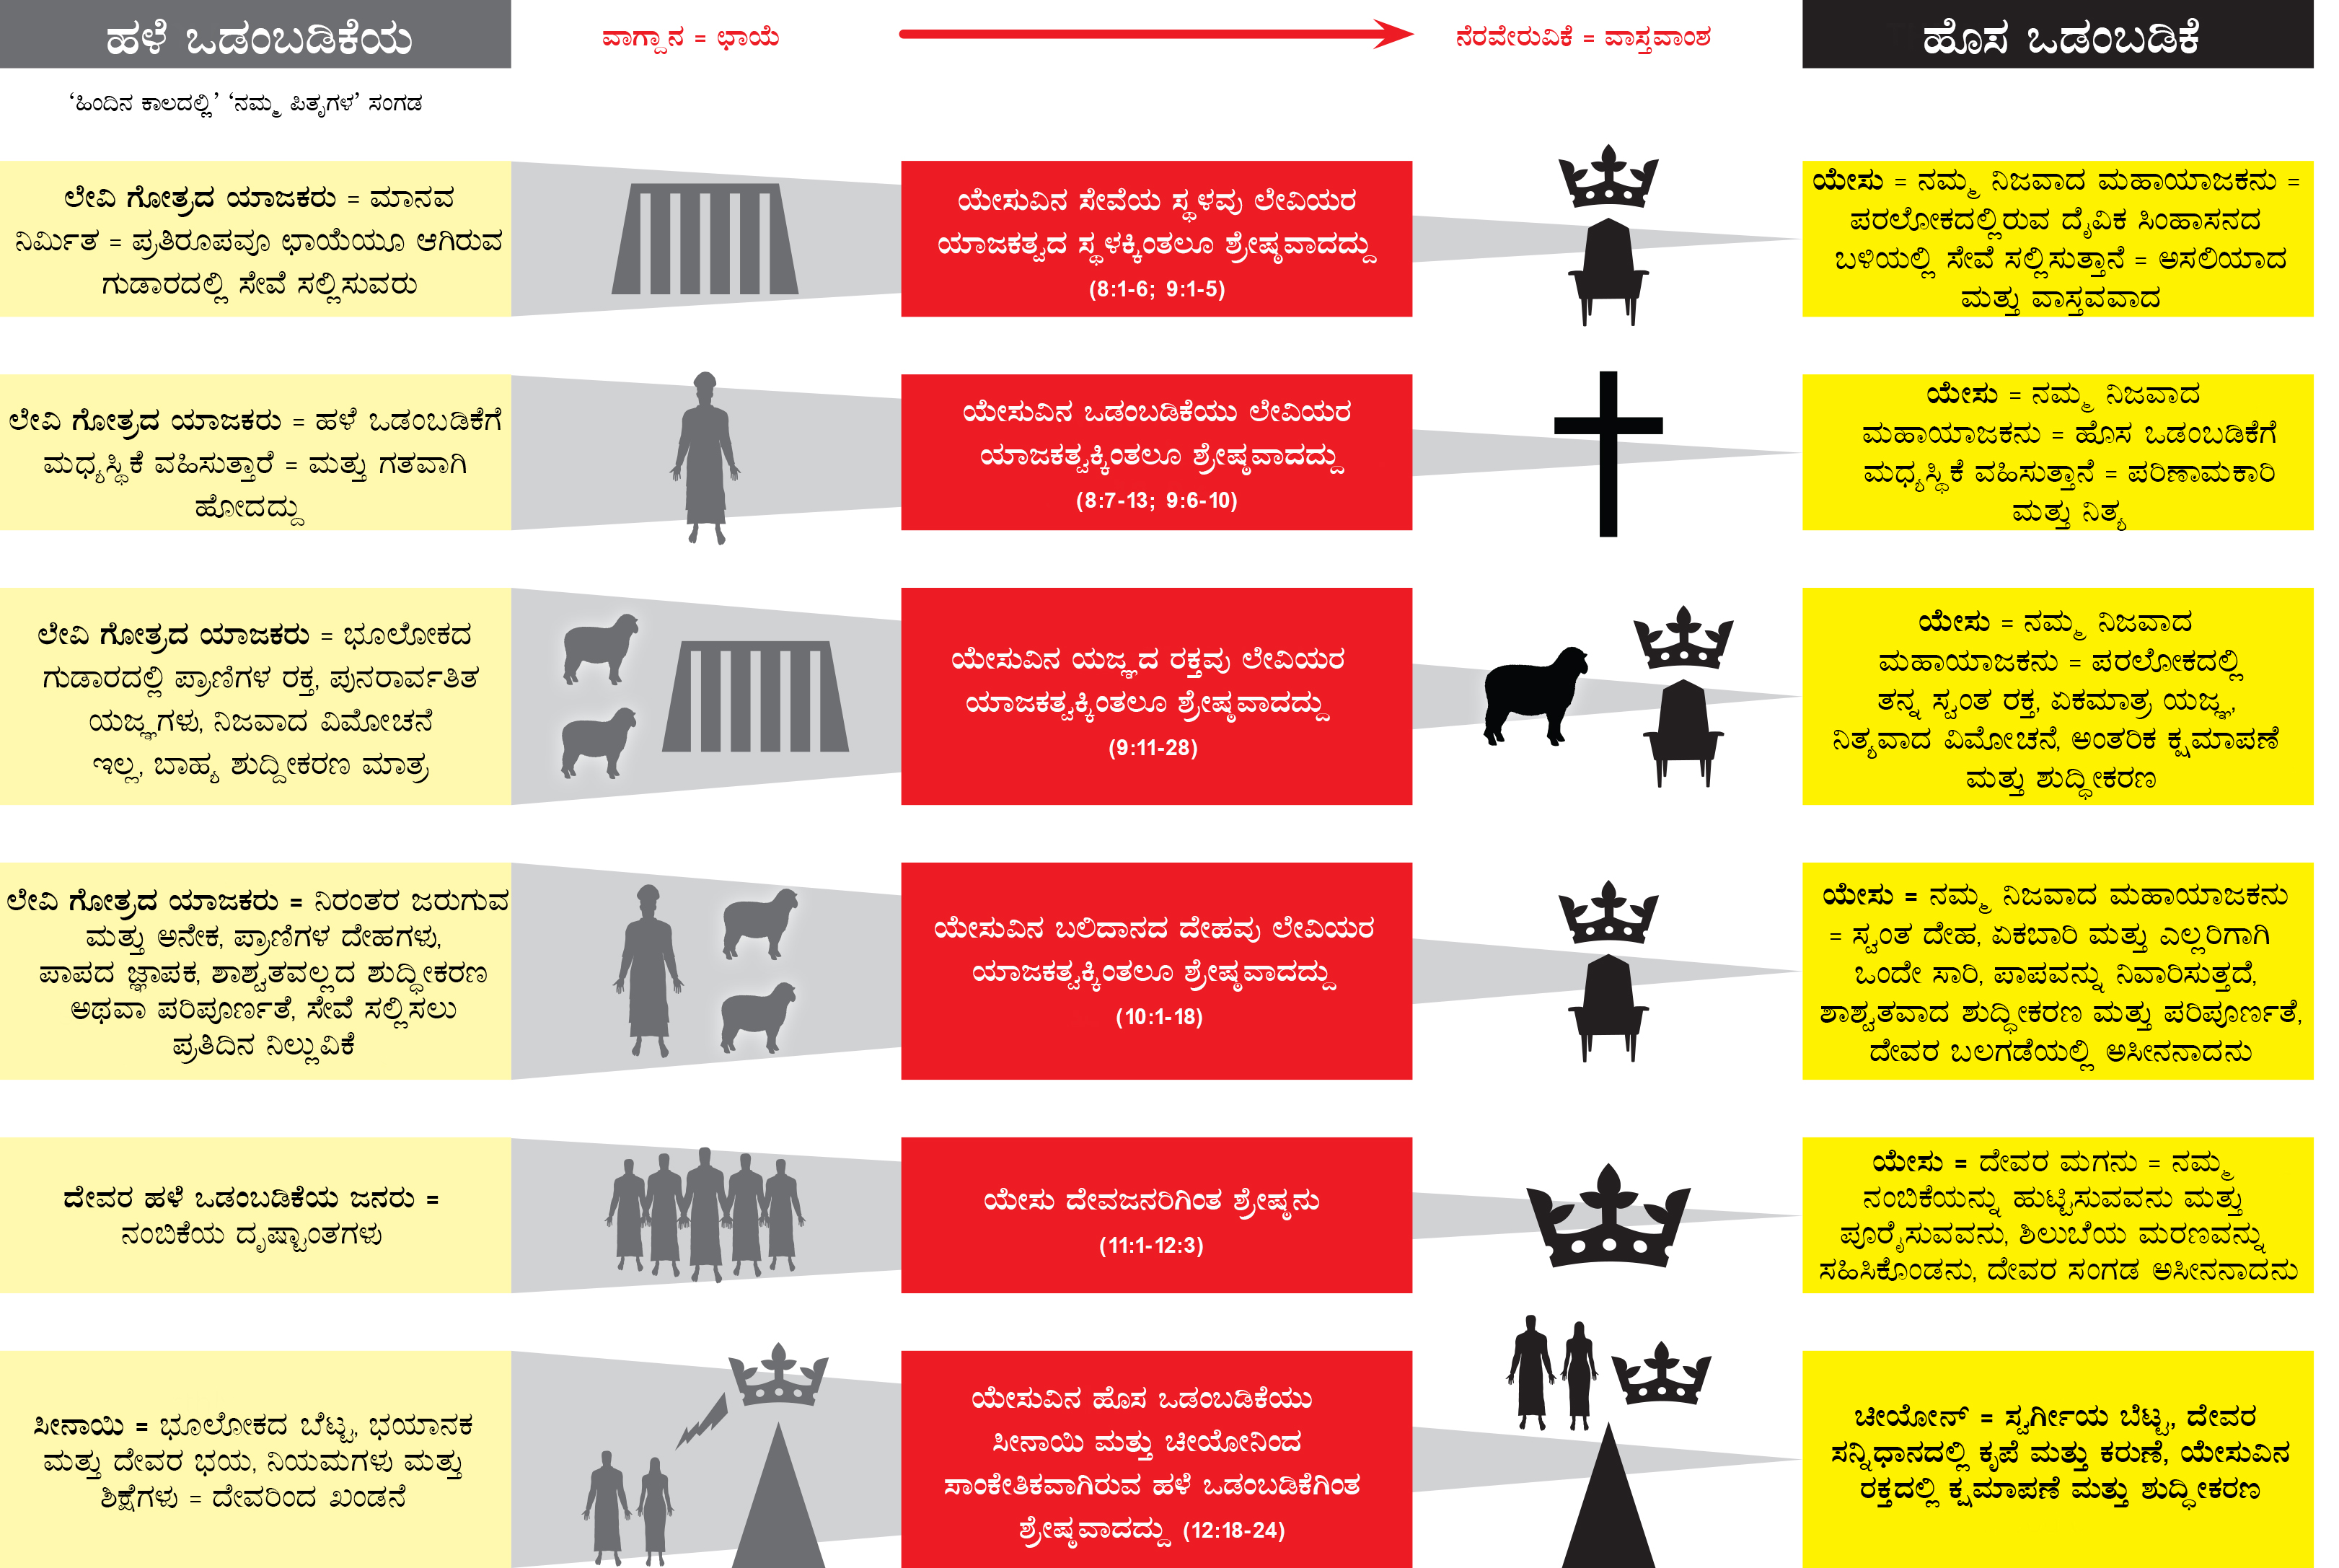 ಹಳೆ ಒಡಂಬಡಿಕೆಯ
ವಾಗ್ದಾನ = ಛಾಯೆ
ನೆರವೇರುವಿಕೆ = ವಾಸ್ತವಾಂಶ
ಹೊಸ ಒಡಂಬಡಿಕೆ
‘ಹಿಂದಿನ ಕಾಲದಲ್ಲಿ’ ‘ನಮ್ಮ ಪಿತೃಗಳ’ ಸಂಗಡ
ಲೇವಿ ಗೋತ್ರದ ಯಾಜಕರು = ಮಾನವ
ನಿರ್ಮಿತ = ಪ್ರತಿರೂಪವೂ ಛಾಯೆಯೂ ಆಗಿರುವ
ಗುಡಾರದಲ್ಲಿ ಸೇವೆ ಸಲ್ಲಿಸುವರು
ಯೇಸುವಿನ ಸೇವೆಯ ಸ್ಥಳವು ಲೇವಿಯರ
ಯಾಜಕತ್ವದ ಸ್ಥಳಕ್ಕಿಂತಲೂ ಶ್ರೇಷ್ಠವಾದದ್ದು
(8:1-6; 9:1-5)
ಯೇಸು = ನಮ್ಮ ನಿಜವಾದ ಮಹಾಯಾಜಕನು =
ಪರಲೋಕದಲ್ಲಿರುವ ದೈವಿಕ ಸಿಂಹಾಸನದ
ಬಳಿಯಲ್ಲಿ ಸೇವೆ ಸಲ್ಲಿಸುತ್ತಾನೆ = ಅಸಲಿಯಾದ
ಮತ್ತು ವಾಸ್ತವವಾದ
ಲೇವಿ ಗೋತ್ರದ ಯಾಜಕರು = ಹಳೆ ಒಡಂಬಡಿಕೆಗೆ
ಮಧ್ಯಸ್ಥಿಕೆ ವಹಿಸುತ್ತಾರೆ = ಮತ್ತು ಗತವಾಗಿ
ಹೋದದ್ದು
ಯೇಸುವಿನ ಒಡಂಬಡಿಕೆಯು ಲೇವಿಯರ
ಯಾಜಕತ್ವಕ್ಕಿಂತಲೂ ಶ್ರೇಷ್ಠವಾದದ್ದು
(8:7-13; 9:6-10)
ಯೇಸು = ನಮ್ಮ ನಿಜವಾದ
ಮಹಾಯಾಜಕನು = ಹೊಸ ಒಡಂಬಡಿಕೆಗೆ
ಮಧ್ಯಸ್ಥಿಕೆ ವಹಿಸುತ್ತಾನೆ = ಪರಿಣಾಮಕಾರಿ
ಮತ್ತು ನಿತ್ಯ
ಲೇವಿ ಗೋತ್ರದ ಯಾಜಕರು = ಭೂಲೋಕದ
ಗುಡಾರದಲ್ಲಿ ಪ್ರಾಣಿಗಳ ರಕ್ತ, ಪುನರಾರ್ವತಿತ
ಯಜ್ಞಗಳು, ನಿಜವಾದ ವಿಮೋಚನೆ
ಇಲ್ಲ, ಬಾಹ್ಯ ಶುದ್ದೀಕರಣ ಮಾತ್ರ
ಯೇಸುವಿನ ಯಜ್ಞದ ರಕ್ತವು ಲೇವಿಯರ
ಯಾಜಕತ್ವಕ್ಕಿಂತಲೂ ಶ್ರೇಷ್ಠವಾದದ್ದು
(9:11-28)
ಯೇಸು = ನಮ್ಮ ನಿಜವಾದ
ಮಹಾಯಾಜಕನು = ಪರಲೋಕದಲ್ಲಿ
ತನ್ನ ಸ್ವಂತ ರಕ್ತ, ಏಕಮಾತ್ರ ಯಜ್ಞ,
ನಿತ್ಯವಾದ ವಿಮೋಚನೆ, ಅಂತರಿಕ ಕ್ಷಮಾಪಣೆ
ಮತ್ತು ಶುದ್ಧೀಕರಣ
ಲೇವಿ ಗೋತ್ರದ ಯಾಜಕರು = ನಿರಂತರ ಜರುಗುವ
ಮತ್ತು ಅನೇಕ, ಪ್ರಾಣಿಗಳ ದೇಹಗಳು,
ಪಾಪದ ಜ್ಞಾಪಕ, ಶಾಶ್ವತವಲ್ಲದ ಶುದ್ಧೀಕರಣ
ಅಥವಾ ಪರಿಪೂರ್ಣತೆ, ಸೇವೆ ಸಲ್ಲಿಸಲು
ಪ್ರತಿದಿನ ನಿಲ್ಲುವಿಕೆ
ಯೇಸುವಿನ ಬಲಿದಾನದ ದೇಹವು ಲೇವಿಯರ
ಯಾಜಕತ್ವಕ್ಕಿಂತಲೂ ಶ್ರೇಷ್ಠವಾದದ್ದು
(10:1-18)
ಯೇಸು = ನಮ್ಮ ನಿಜವಾದ ಮಹಾಯಾಜಕನು
= ಸ್ವಂತ ದೇಹ, ಏಕಬಾರಿ ಮತ್ತು ಎಲ್ಲರಿಗಾಗಿ
ಒಂದೇ ಸಾರಿ, ಪಾಪವನ್ನು ನಿವಾರಿಸುತ್ತದೆ,
ಶಾಶ್ವತವಾದ ಶುದ್ಧೀಕರಣ ಮತ್ತು ಪರಿಪೂರ್ಣತೆ,
ದೇವರ ಬಲಗಡೆಯಲ್ಲಿ ಅಸೀನನಾದನು
ದೇವರ ಹಳೆ ಒಡಂಬಡಿಕೆಯ ಜನರು =
ನಂಬಿಕೆಯ ದೃಷ್ಟಾಂತಗಳು
ಯೇಸು ದೇವಜನರಿಗಿಂತ ಶ್ರೇಷ್ಠನು
(11:1-12:3)
ಯೇಸು = ದೇವರ ಮಗನು = ನಮ್ಮ
ನಂಬಿಕೆಯನ್ನು ಹುಟ್ಟಿಸುವವನು ಮತ್ತು
ಪೂರೈಸುವವನು, ಶಿಲುಬೆಯ ಮರಣವನ್ನು
ಸಹಿಸಿಕೊಂಡನು, ದೇವರ ಸಂಗಡ ಅಸೀನನಾದನು
ಸೀನಾಯಿ = ಭೂಲೋಕದ ಬೆಟ್ಟ, ಭಯಾನಕ
ಮತ್ತು ದೇವರ ಭಯ, ನಿಯಮಗಳು ಮತ್ತು
ಶಿಕ್ಷೆಗಳು = ದೇವರಿಂದ ಖಂಡನೆ
ಯೇಸುವಿನ ಹೊಸ ಒಡಂಬಡಿಕೆಯು
ಸೀನಾಯಿ ಮತ್ತು ಚೀಯೋನಿಂದ
ಸಾಂಕೇತಿಕವಾಗಿರುವ ಹಳೆ ಒಡಂಬಡಿಕೆಗಿಂತ
ಶ್ರೇಷ್ಠವಾದದ್ದು (12:18-24)
ಚೀಯೋನ್ = ಸ್ವರ್ಗೀಯ ಬೆಟ್ಟ, ದೇವರ
ಸನ್ನಿಧಾನದಲ್ಲಿ ಕೃಪೆ ಮತ್ತು ಕರುಣೆ, ಯೇಸುವಿನ
ರಕ್ತದಲ್ಲಿ ಕ್ಷಮಾಪಣೆ ಮತ್ತು ಶುದ್ಧೀಕರಣ